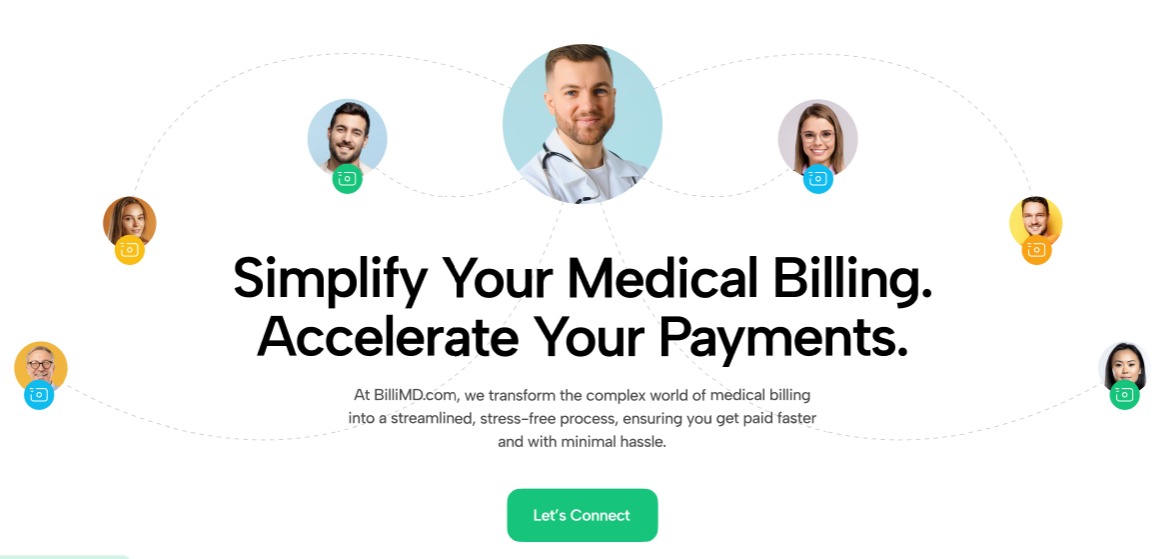 Simplify Your Medical Billing.
Accelerate Your Payments.
At BilliMD.com, we transform the complex world of medical billing
into a streamlined, stress-free process, ensuring you get paid faster
and with minimal hassle.
Let's Connect